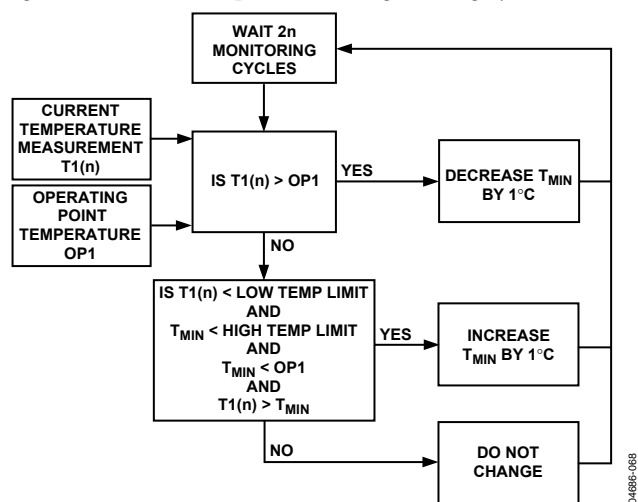 WAIT 2n
MONITORING
CYCLES
CURRENT
TEMPERATURE
MEASUREMENT
T1(n)
IS T1(n) > OP1
YES
DECREASE TMIN
BY 1°C
OPERATING
POINT
TEMPERATURE
OP1
NO
IS T1(n) < LOW TEMP LIMIT
AND
TMIN < HIGH TEMP LIMIT
AND
TMIN < OP1
AND
T1(n) > TMIN
YES
INCREASE
TMIN BY 1°C
NO
DO NOT
CHANGE
04686-068